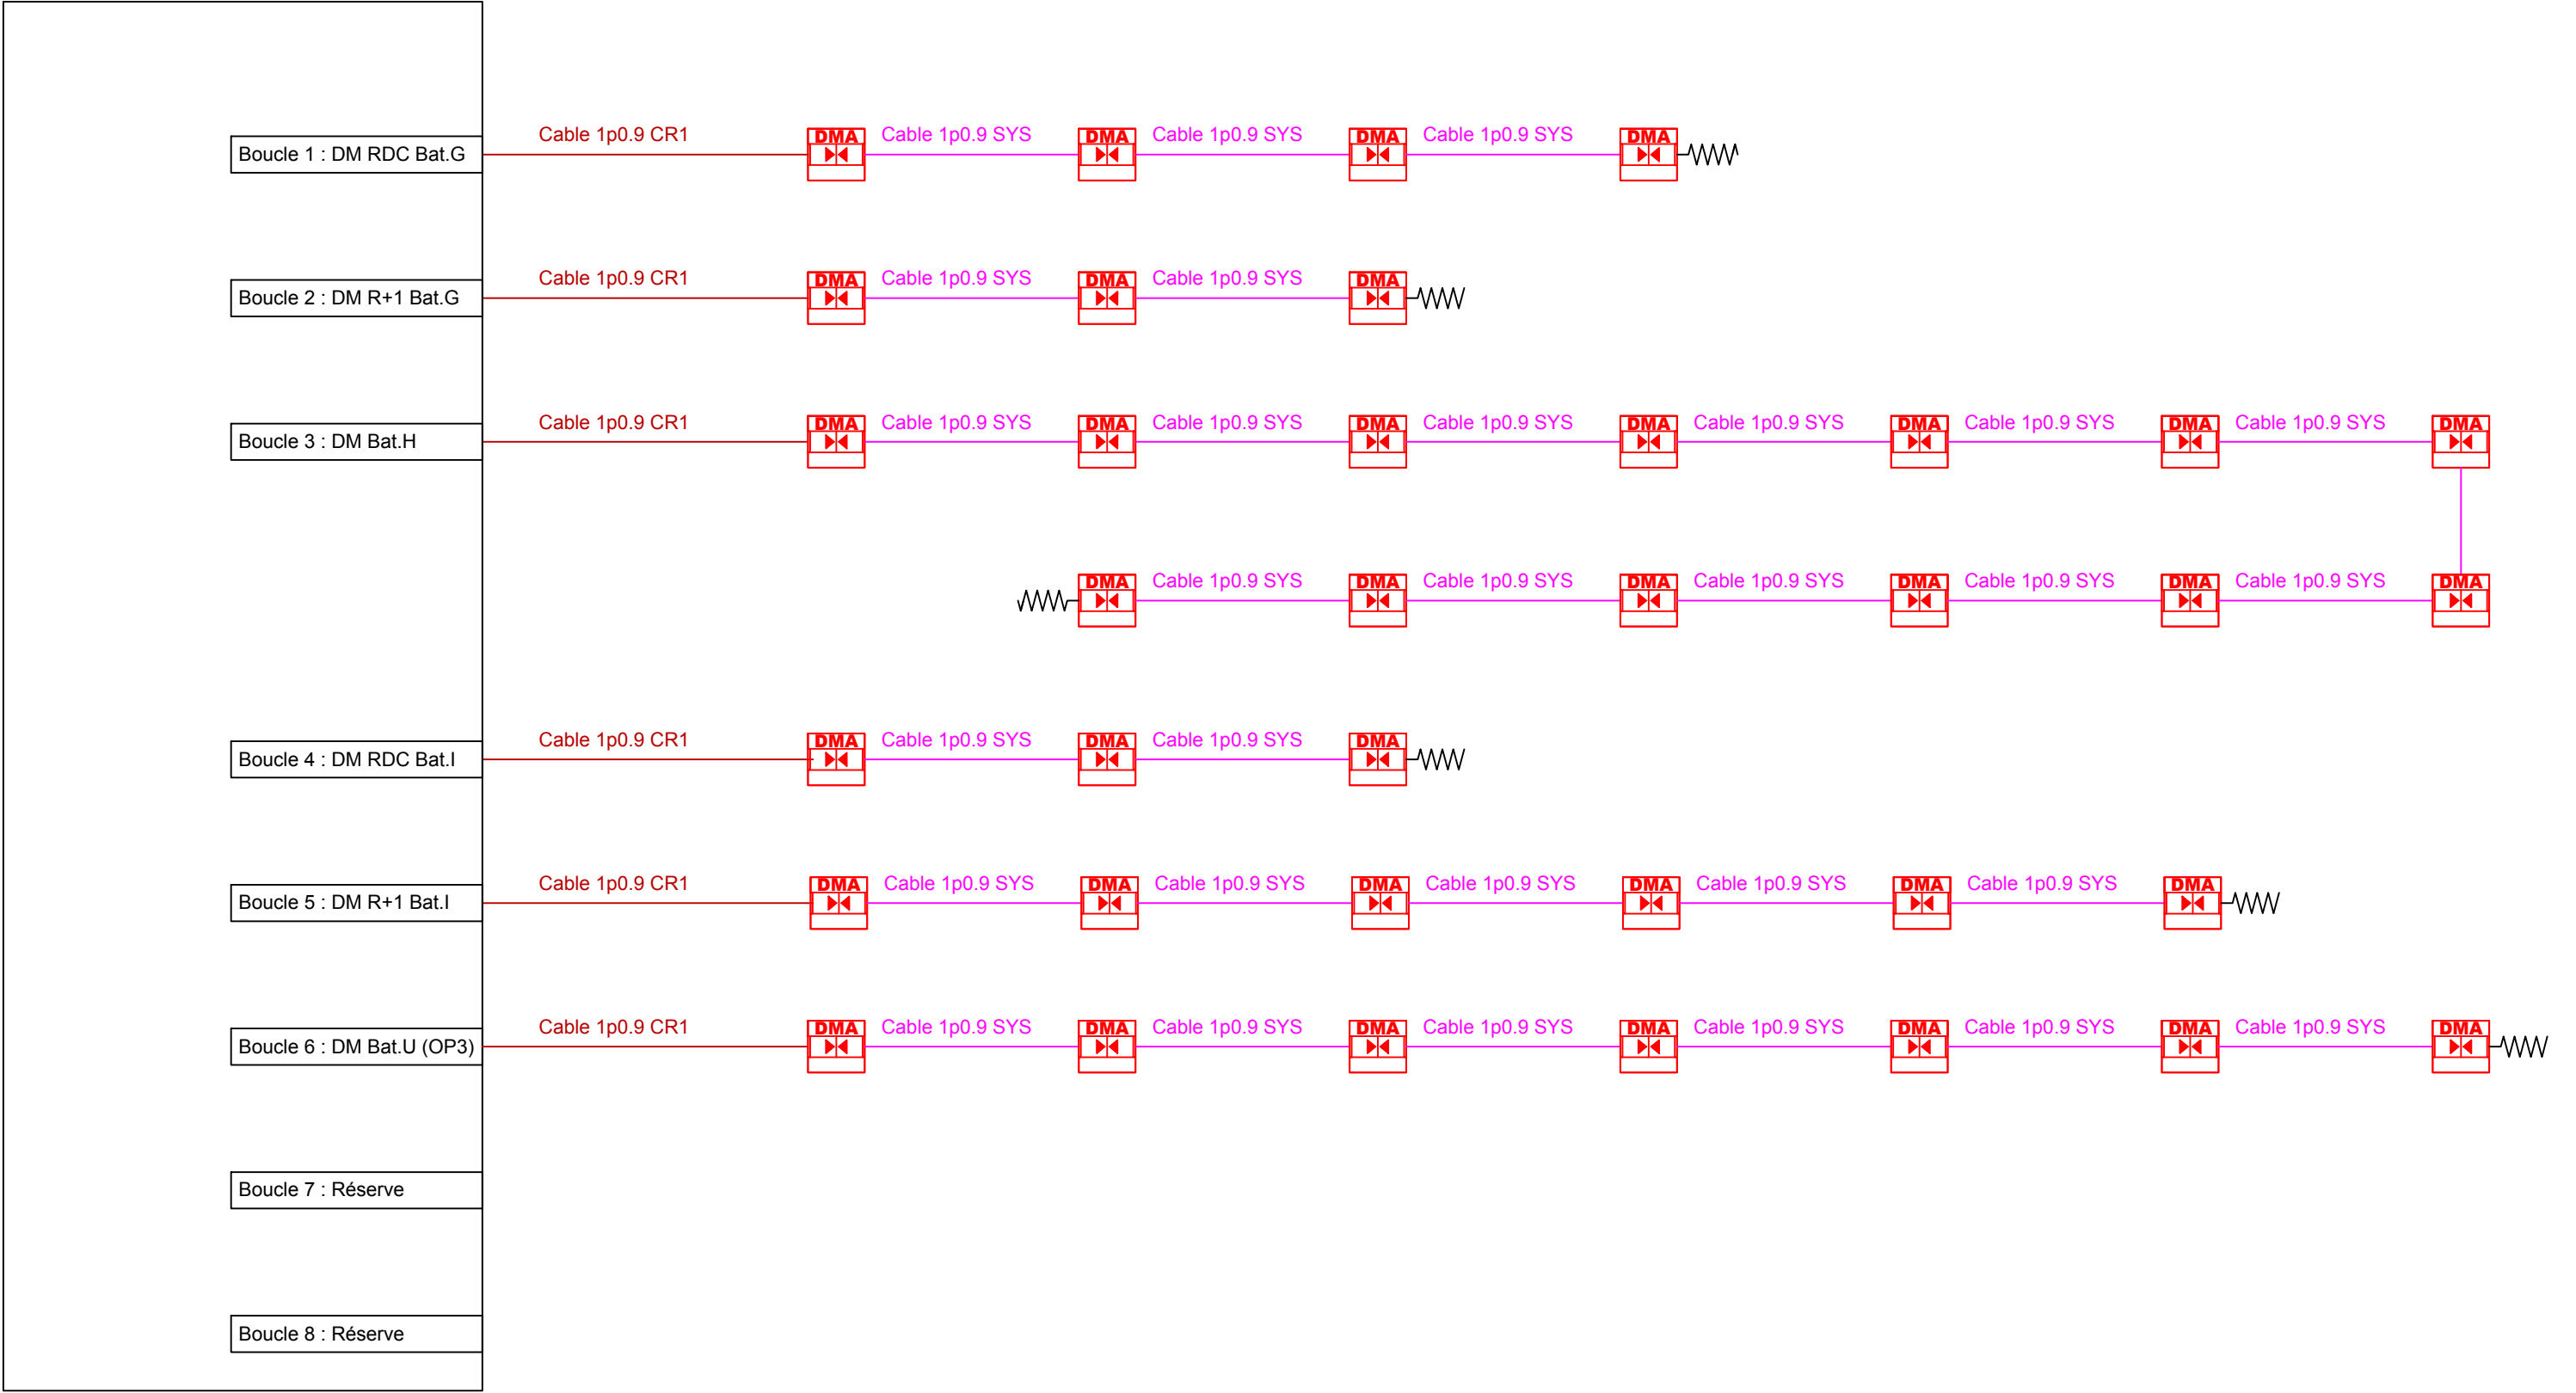 Cable 1p0.9 CR1 DMA Cable 1p0.9 SYS DMA Cable 1p0.9 SYS DMA Cable 1p0.9 SYS DMA
Boucle 1 : DM RDC Bat.G
Cable 1p0.9 CR1 DMA Cable 1p0.9 SYS DMA Cable 1p0.9 SYS DMA
Boucle 2 : DM R+1 Bat.G
Cable 1p0.9 CR1 DMA Cable 1p0.9 SYS DMA Cable 1p0.9 SYS DMA Cable 1p0.9 SYS DMA Cable 1p0.9 SYS DMA Cable 1p0.9 SYS DMA Cable 1p0.9 SYS DMA
Boucle 3 : DM Bat.H
DMA Cable 1p0.9 SYS DMA Cable 1p0.9 SYS DMA Cable 1p0.9 SYS DMA Cable 1p0.9 SYS DMA Cable 1p0.9 SYS DMA
Cable 1p0.9 CR1 DMA Cable 1p0.9 SYS DMA Cable 1p0.9 SYS DMA
Boucle 4 : DM RDC Bat.I
Cable 1p0.9 CR1 DMA Cable 1p0.9 SYS DMA Cable 1p0.9 SYS DMA Cable 1p0.9 SYS DMA Cable 1p0.9 SYS DMA Cable 1p0.9 SYS DMA
Boucle 5 : DM R+1 Bat.I
Cable 1p0.9 CR1 DMA Cable 1p0.9 SYS DMA Cable 1p0.9 SYS DMA Cable 1p0.9 SYS DMA Cable 1p0.9 SYS DMA Cable 1p0.9 SYS DMA Cable 1p0.9 SYS DMA
Boucle 6 : DM Bat.U (OP3)
Boucle 7 : Réserve
Boucle 8 : Réserve